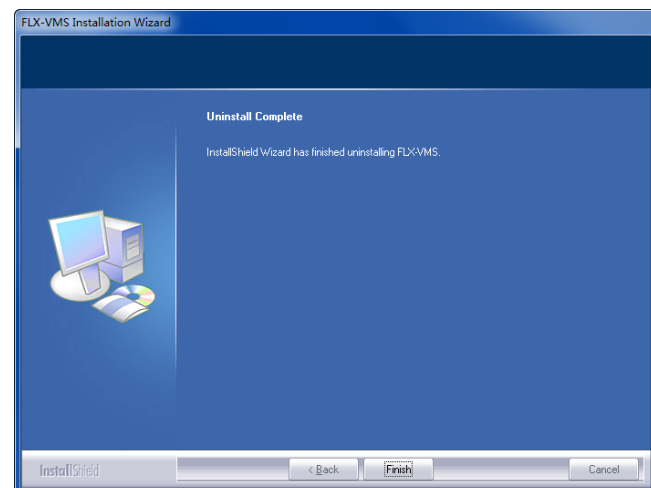 FLX-VMS Installation Wizard
Uninstall Complete
InstallShield Wizard has finished uninstalling FLX-VMS.
InstallShield
< Back
Finish
Cancel